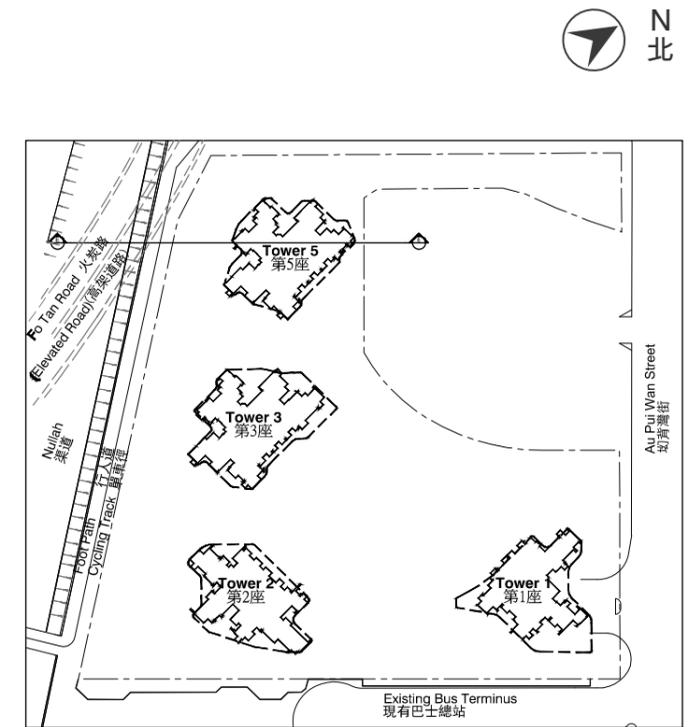 N
北
Fo Tan Road 火炭路
(Elevated Road)(高架道路)
Tower 5
第5座
Tower 3
第3座
Au Pui Wan Street
坳背灣街
Nullah
渠道
Foot Path 行人道
Cycling Track 單車徑
Tower 2
第2座
Tower 1
第1座
Existing Bus Terminus
現有巴士總站